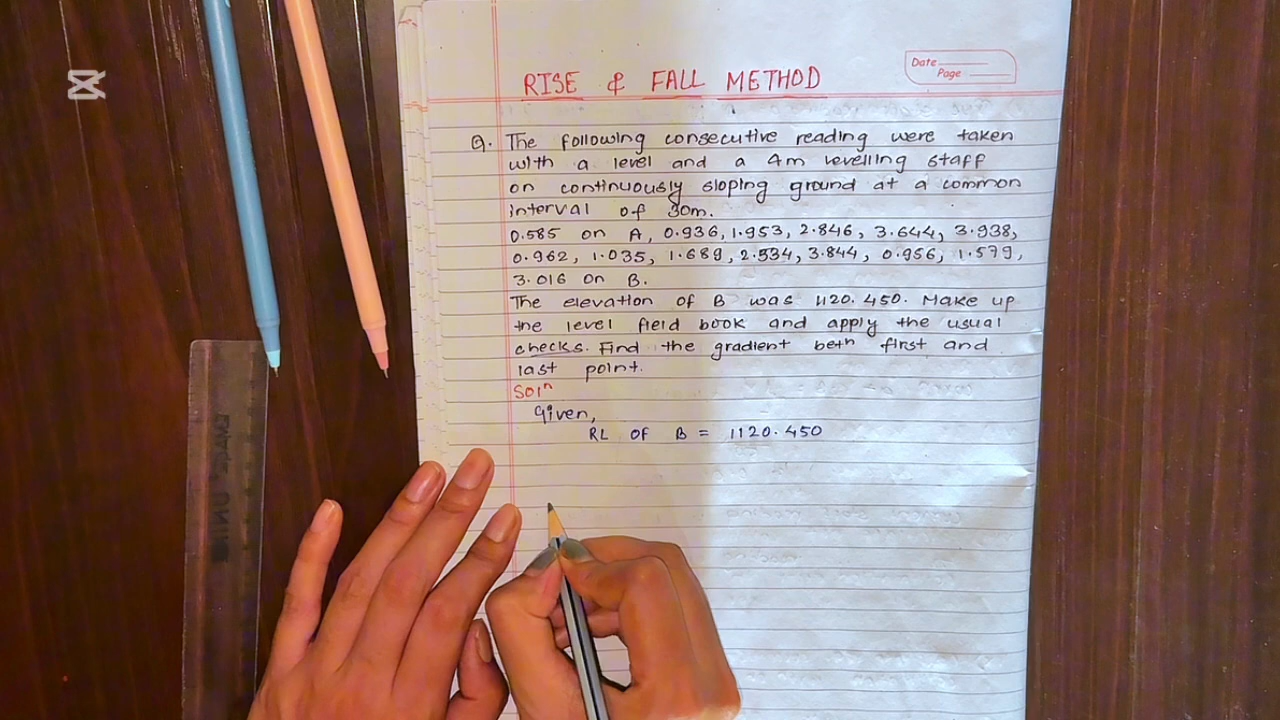 Date
Page
RISE & FALL METHOD
Q. The following consecutive reading were taken
with a level and a 4m levelling staff
on continuously sloping ground at a common
interval of 30m.
0.585 on A, 0.936, 1.953, 2.846, 3.644, 3.938,
0.962, 1.035, 1.689, 2.534, 3.844, 0.956, 1.579,
3.016 on B.
The elevation of B was 1120.450. Make up
the level field book and apply the usual
checks. Find the gradient betⁿ first and
last point.
Solⁿ
Given,
RL OF B = 1120.450